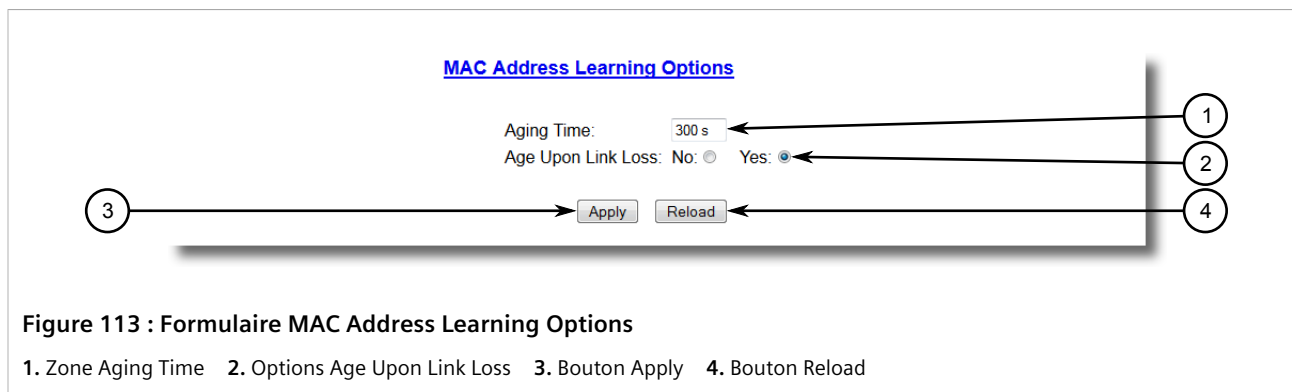 MAC Address Learning Options
Aging Time: 300 s
1
Age Upon Link Loss: No: Yes:
2
3
Apply Reload
4
Figure 113 : Formulaire MAC Address Learning Options
1. Zone Aging Time 2. Options Age Upon Link Loss 3. Bouton Apply 4. Bouton Reload